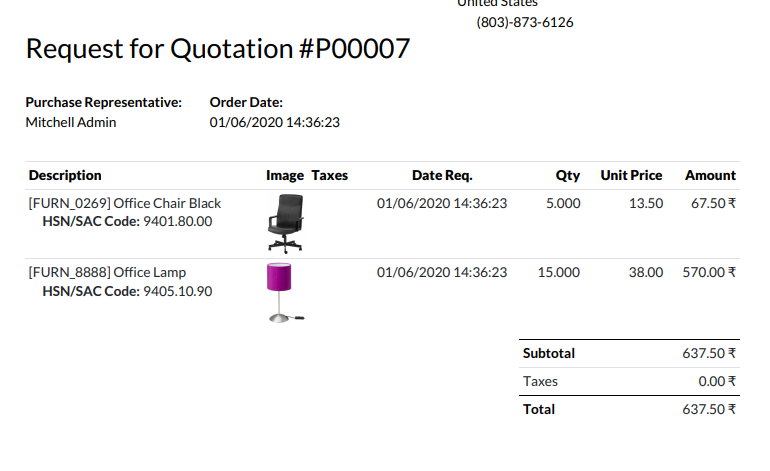 United States
(803)-873-6126
Request for Quotation #P00007
Purchase Representative: Order Date:
Mitchell Admin 01/06/2020 14:36:23
Description Image Taxes Date Req. Qty Unit Price Amount
[FURN_0269] Office Chair Black 01/06/2020 14:36:23 5.000 13.50 67.50 ₹
HSN/SAC Code: 9401.80.00
[FURN_8888] Office Lamp 01/06/2020 14:36:23 15.000 38.00 570.00 ₹
HSN/SAC Code: 9405.10.90
Subtotal 637.50 ₹
Taxes 0.00 ₹
Total 637.50 ₹